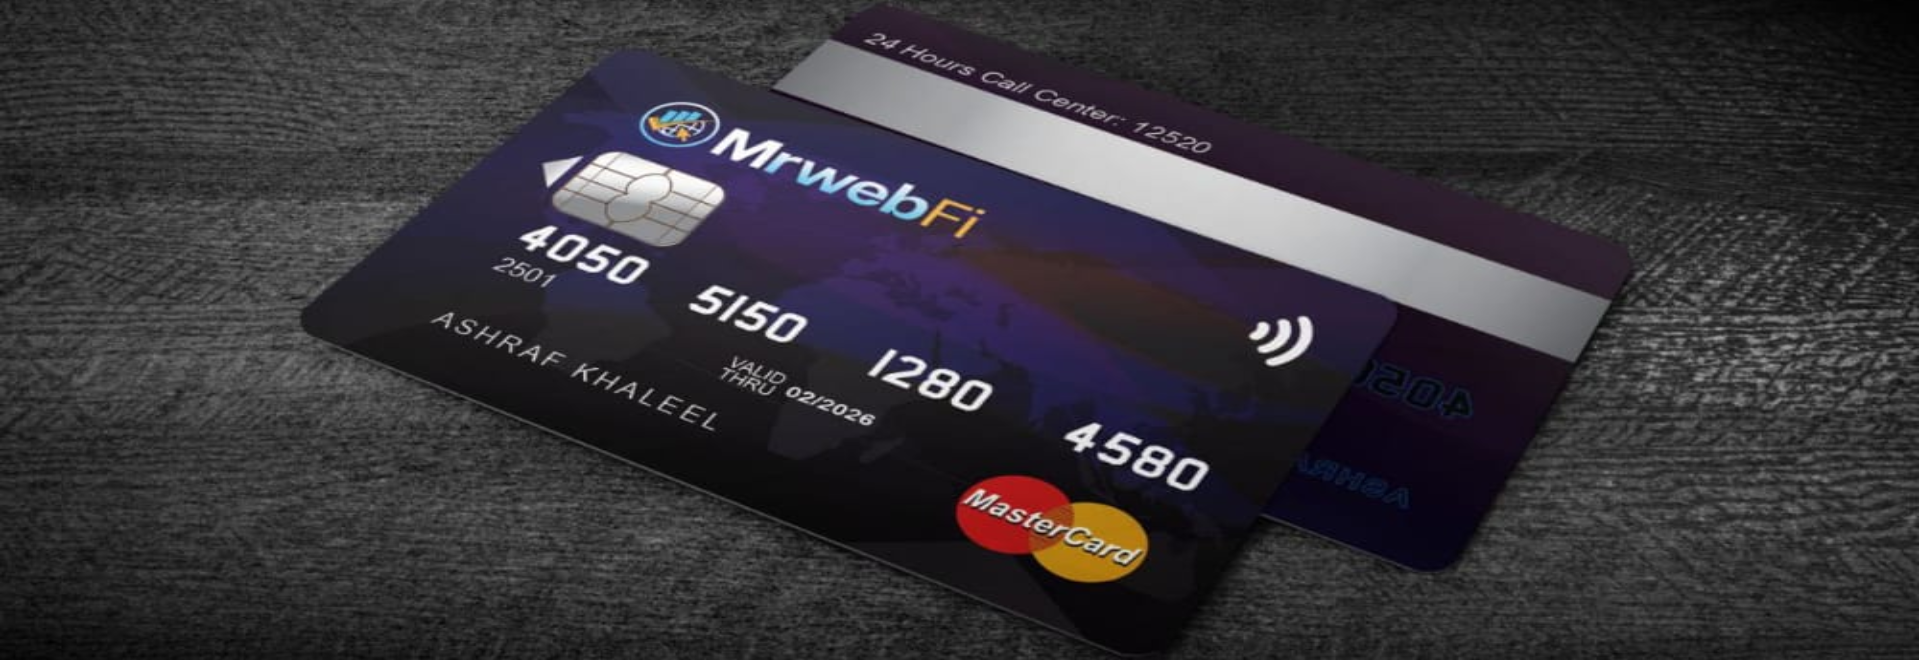 24 Hours Call Center: 12520
MrwebFi
4050 5150 1280 4580
2501
VALID
THRU 02/2026
ASHRAF KHALEEL
MasterCard